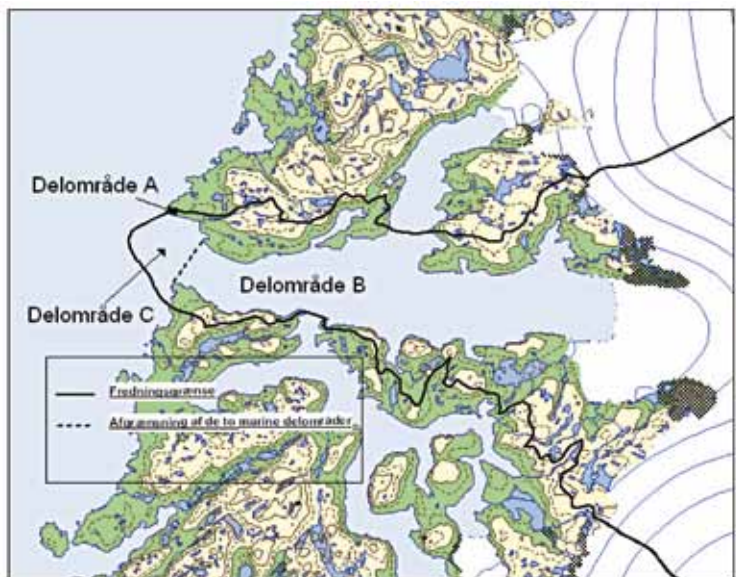 Delområde A
Delområde B
Delområde C
Fredningsgrænse
Afgrænsning af de to marine delområder